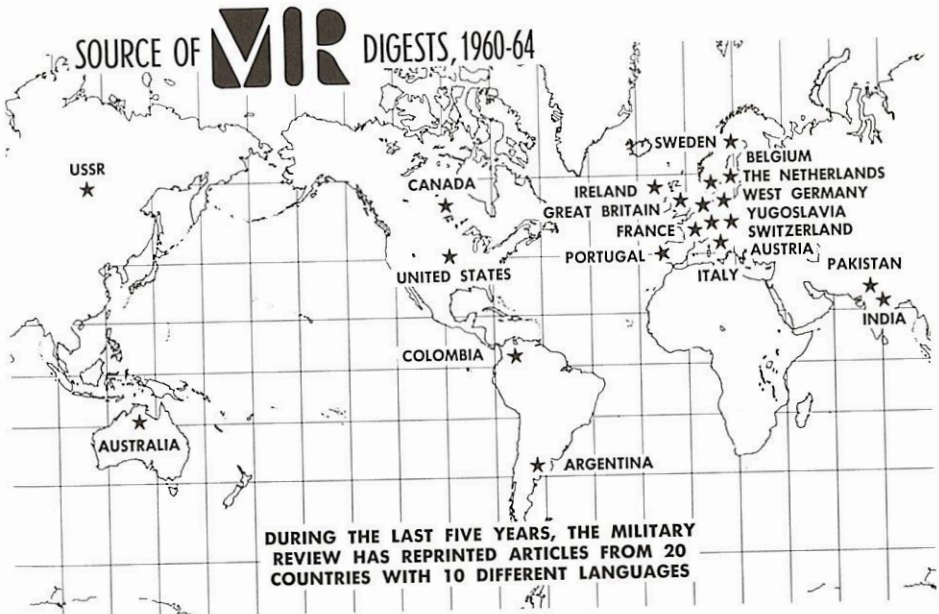 SOURCE OF MR DIGESTS, 1960-64
USSR
CANADA
UNITED STATES
COLOMBIA
AUSTRALIA
ARGENTINA
SWEDEN
BELGIUM
IRELAND
THE NETHERLANDS
GREAT BRITAIN
WEST GERMANY
FRANCE
YUGOSLAVIA
SWITZERLAND
PORTUGAL
AUSTRIA
ITALY
PAKISTAN
INDIA
DURING THE LAST FIVE YEARS, THE MILITARY
REVIEW HAS REPRINTED ARTICLES FROM 20
COUNTRIES WITH 10 DIFFERENT LANGUAGES